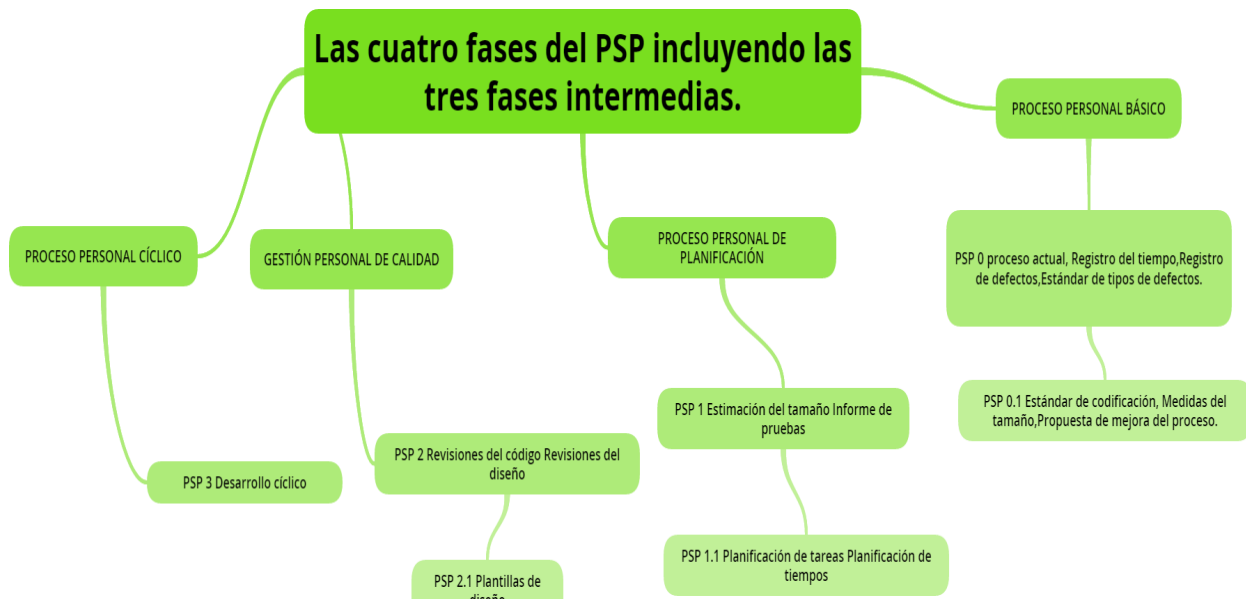 Las cuatro fases del PSP incluyendo las
tres fases intermedias.
PROCESO PERSONAL BÁSICO
PROCESO PERSONAL CÍCLICO
GESTIÓN PERSONAL DE CALIDAD
PROCESO PERSONAL DE
PLANIFICACIÓN
PSP 0 proceso actual, Registro del tiempo,Registro
de defectos,Estándar de tipos de defectos.
PSP 0.1 Estándar de codificación, Medidas del
tamaño,Propuesta de mejora del proceso.
PSP 1 Estimación del tamaño Informe de
pruebas
PSP 2 Revisiones del código Revisiones del
diseño
PSP 3 Desarrollo cíclico
PSP 1.1 Planificación de tareas Planificación de
tiempos
PSP 2.1 Plantillas de
diseño